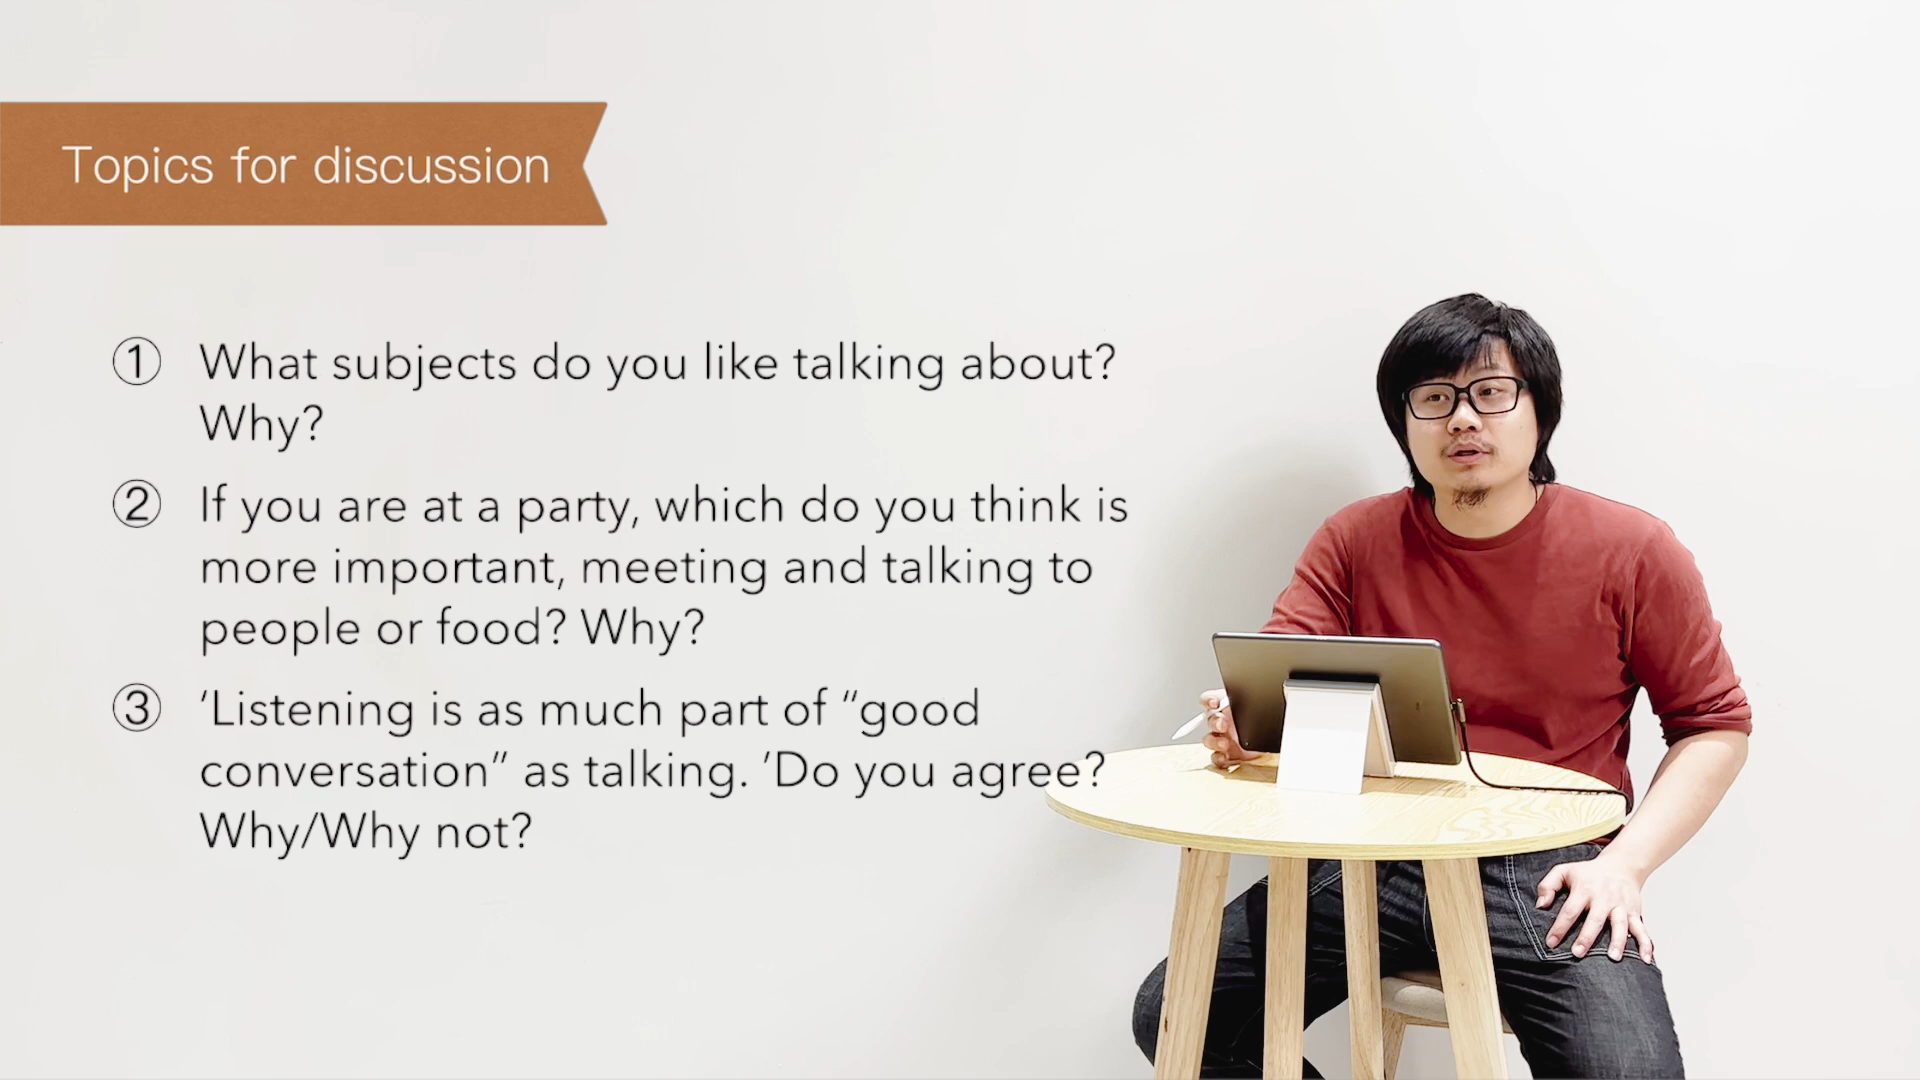 Topics for discussion
① What subjects do you like talking about?
Why?
② If you are at a party, which do you think is
more important, meeting and talking to
people or food? Why?
③ ‘Listening is as much part of “good
conversation” as talking. ’Do you agree?
Why/Why not?